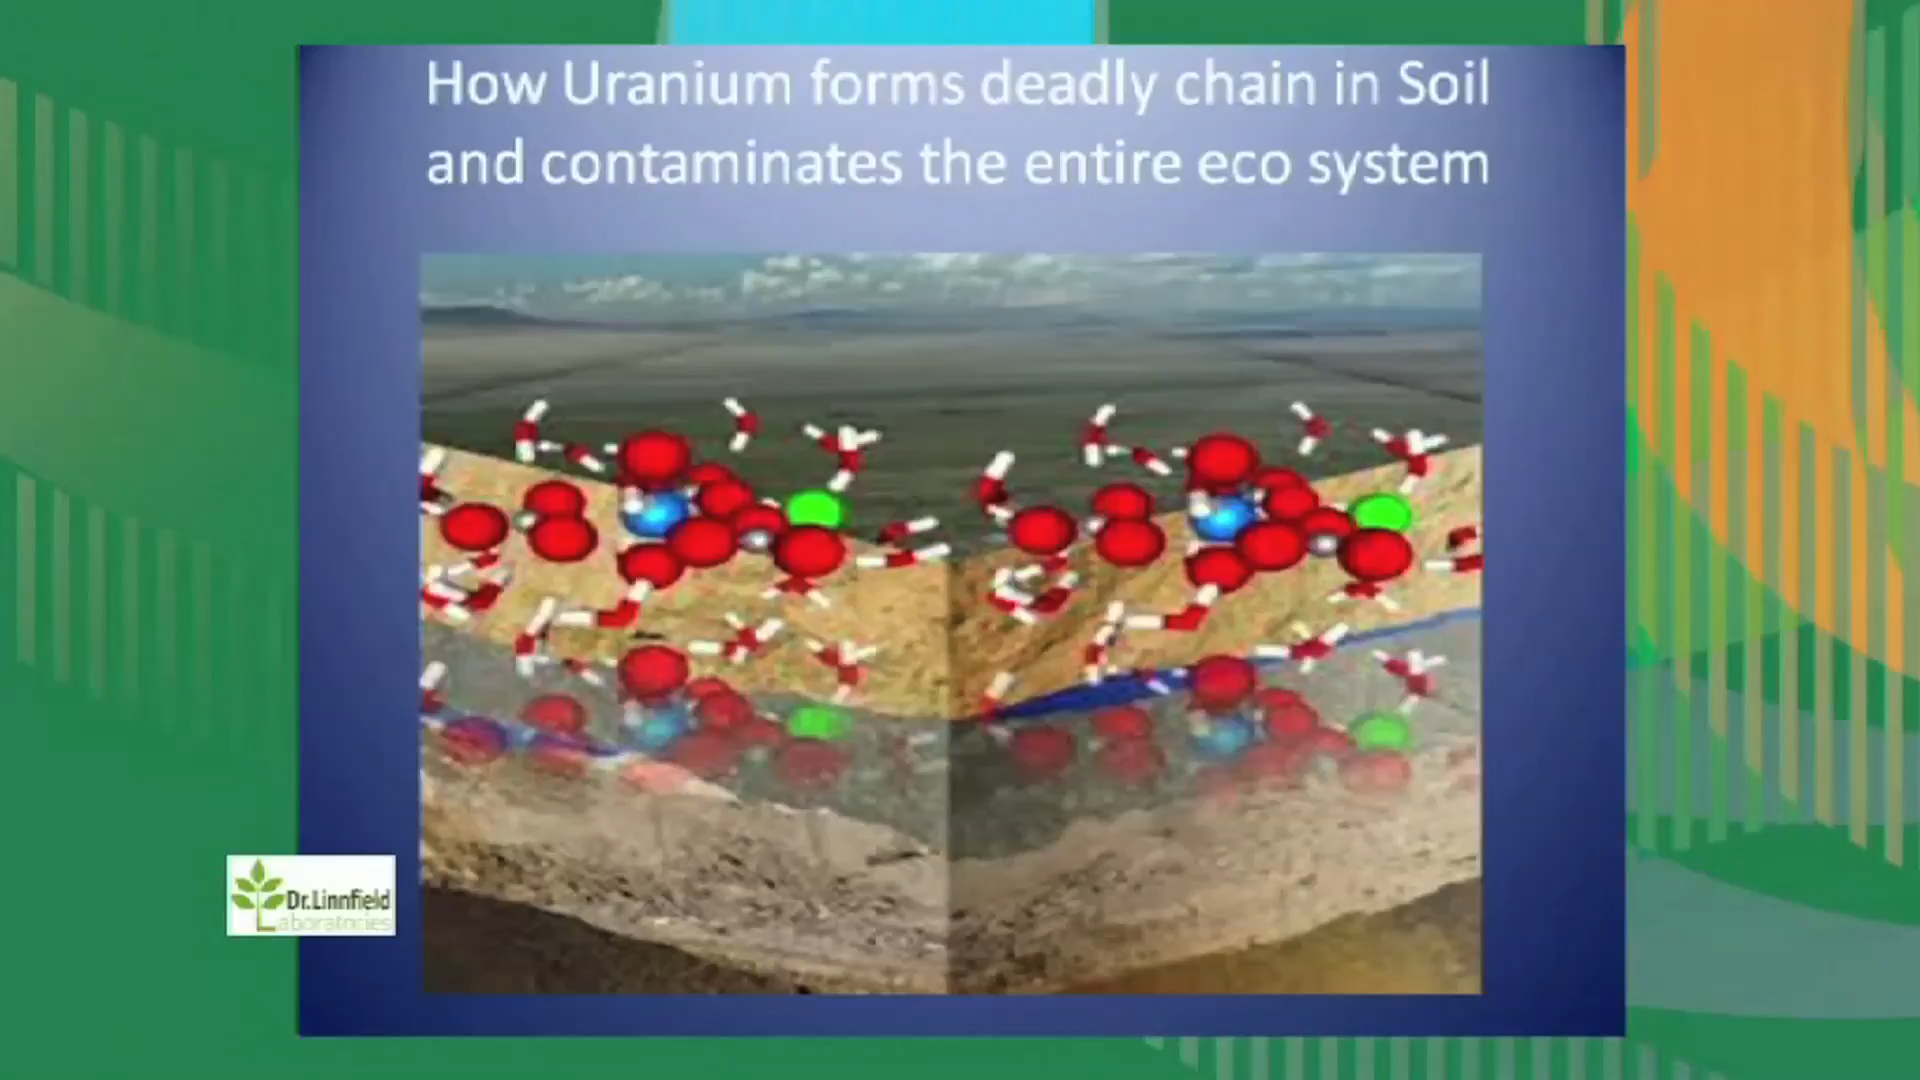 How Uranium forms deadly chain in Soil
and contaminates the entire eco system
Dr.Linnfield
Laboratories